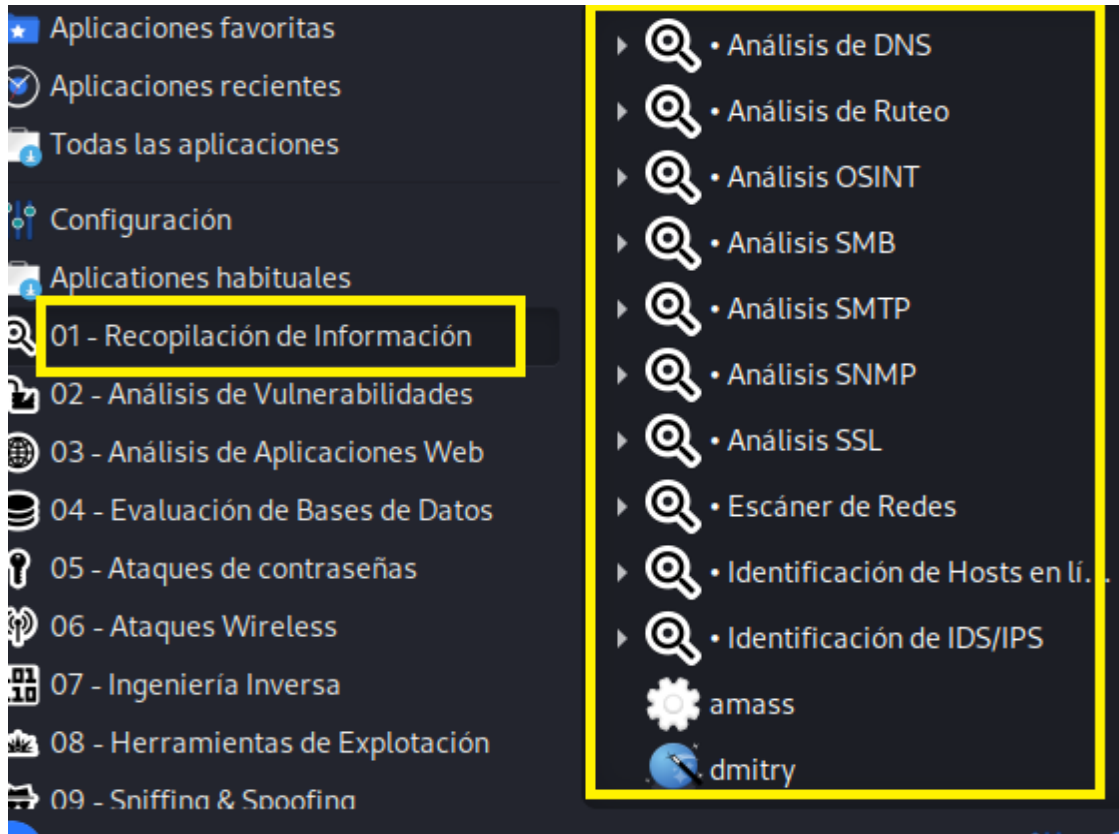 Aplicaciones favoritas
Aplicaciones recientes
Todas las aplicaciones
Configuración
Aplicationes habituales
01 - Recopilación de Información
02 - Análisis de Vulnerabilidades
03 - Análisis de Aplicaciones Web
04 - Evaluación de Bases de Datos
05 - Ataques de contraseñas
06 - Ataques Wireless
07 - Ingeniería Inversa
08 - Herramientas de Explotación
09 - Sniffing & Spoofing
• Análisis de DNS
• Análisis de Ruteo
• Análisis OSINT
• Análisis SMB
• Análisis SMTP
• Análisis SNMP
• Análisis SSL
• Escáner de Redes
• Identificación de Hosts en lí...
• Identificación de IDS/IPS
amass
dmitry